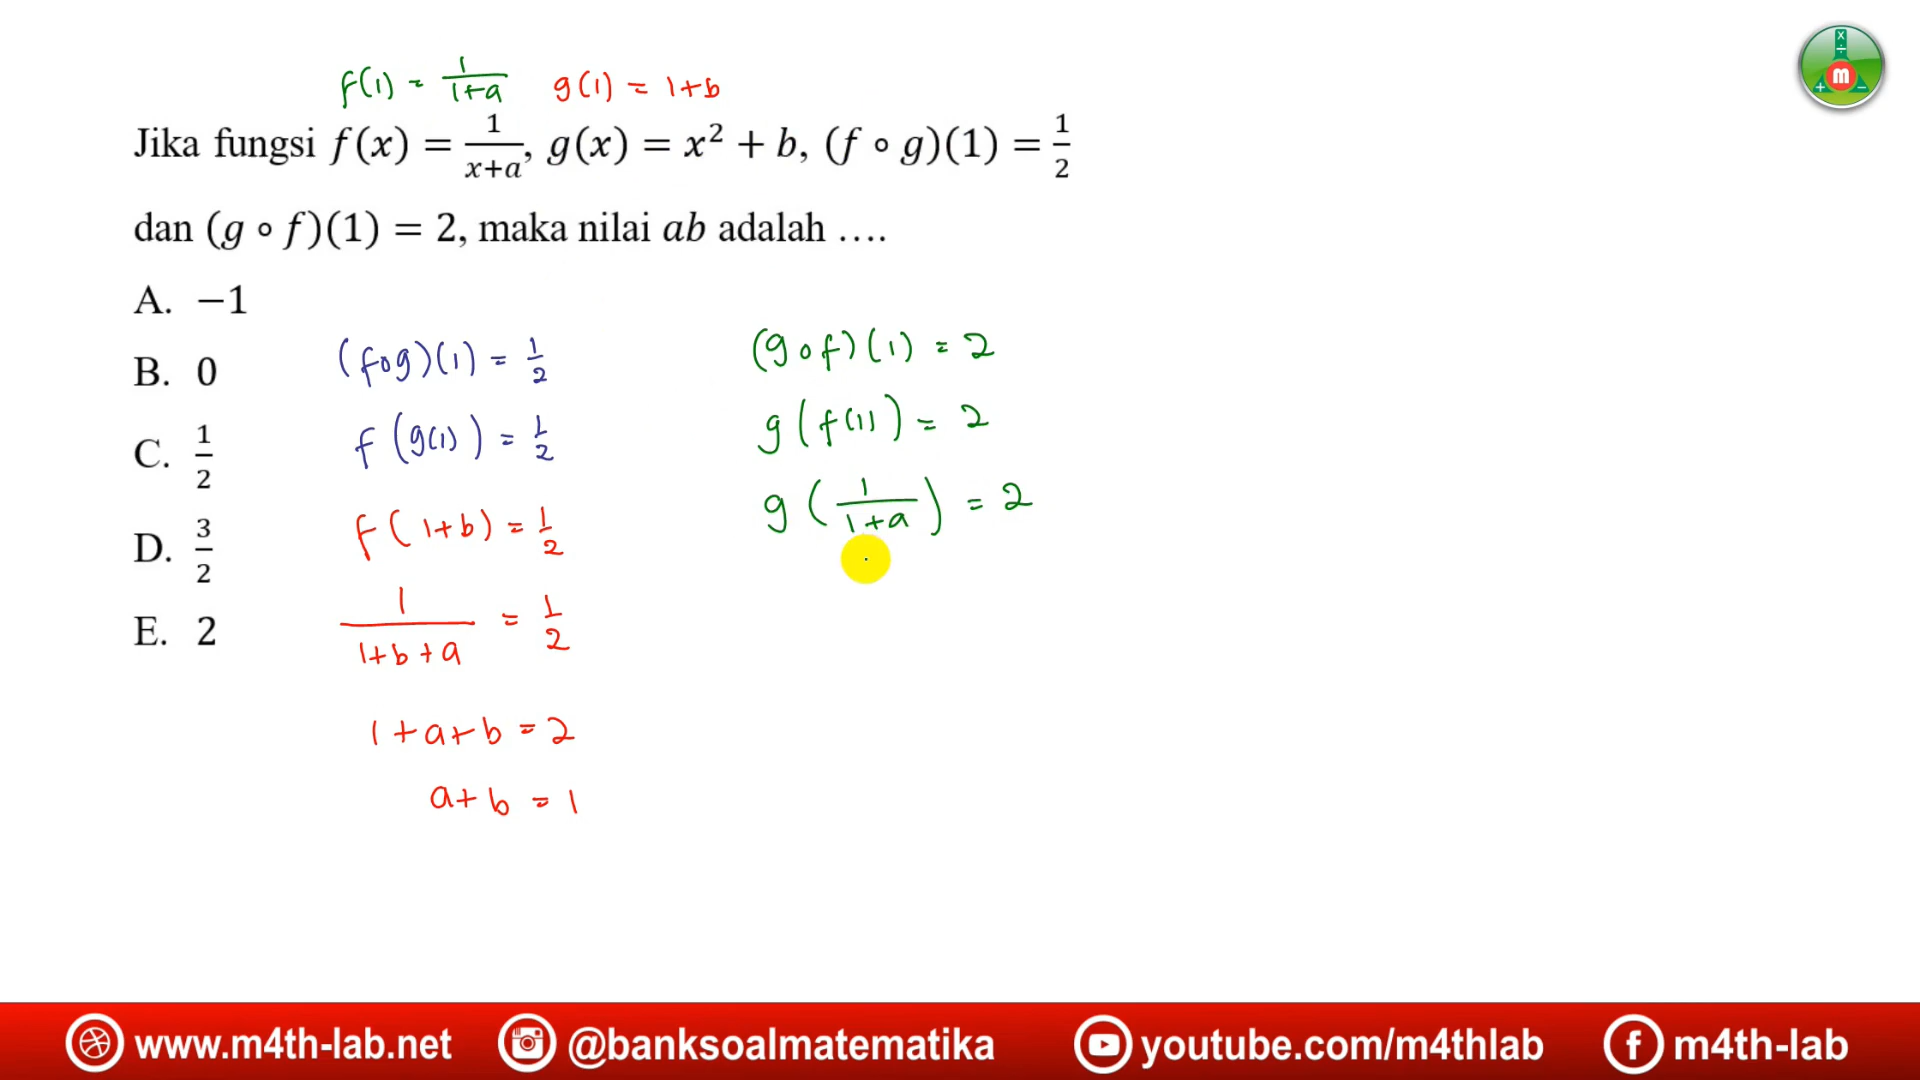 f(1) = 1/(1+a) g(1) = 1+b
Jika fungsi f(x) = 1/(x+a), g(x) = x² + b, (f ∘ g)(1) = 1/2
dan (g ∘ f)(1) = 2, maka nilai ab adalah ....
A. −1
B. 0
C. 1/2
D. 3/2
E. 2
(f∘g)(1) = 1/2
f(g(1)) = 1/2
f(1+b) = 1/2
1/(1+b+a) = 1/2
1+a+b = 2
a+b = 1
(g∘f)(1) = 2
g(f(1)) = 2
g(1/(1+a)) = 2
x ÷ m + −
www.m4th-lab.net @banksoalmatematika youtube.com/m4thlab m4th-lab